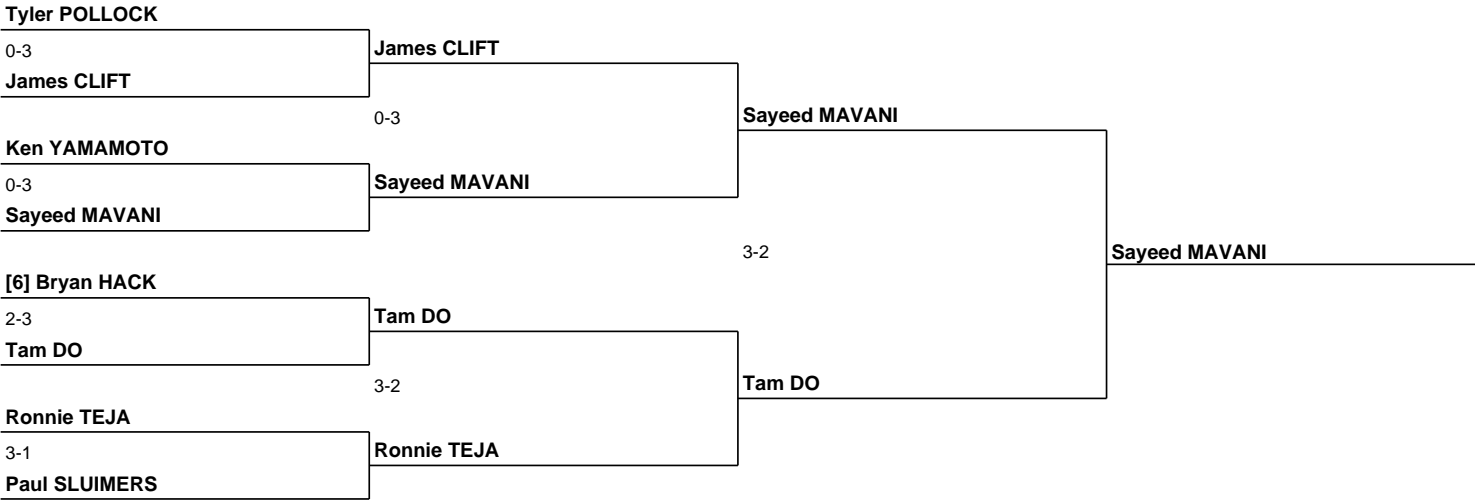 Tyler POLLOCK
0-3
James CLIFT
James CLIFT
0-3
Sayeed MAVANI
Ken YAMAMOTO
0-3
Sayeed MAVANI
Sayeed MAVANI
3-2
Sayeed MAVANI
[6] Bryan HACK
2-3
Tam DO
Tam DO
3-2
Tam DO
Ronnie TEJA
3-1
Ronnie TEJA
Paul SLUIMERS